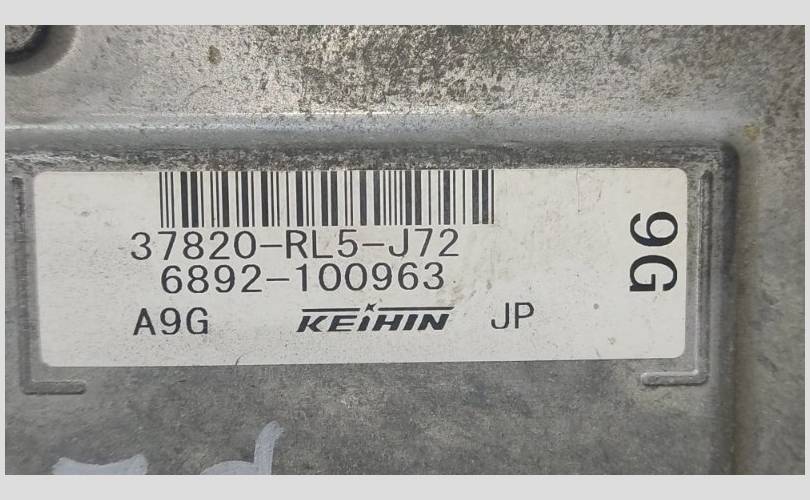 37820-RL5-J72
6892-100963
A9G KEIHIN JP
9G